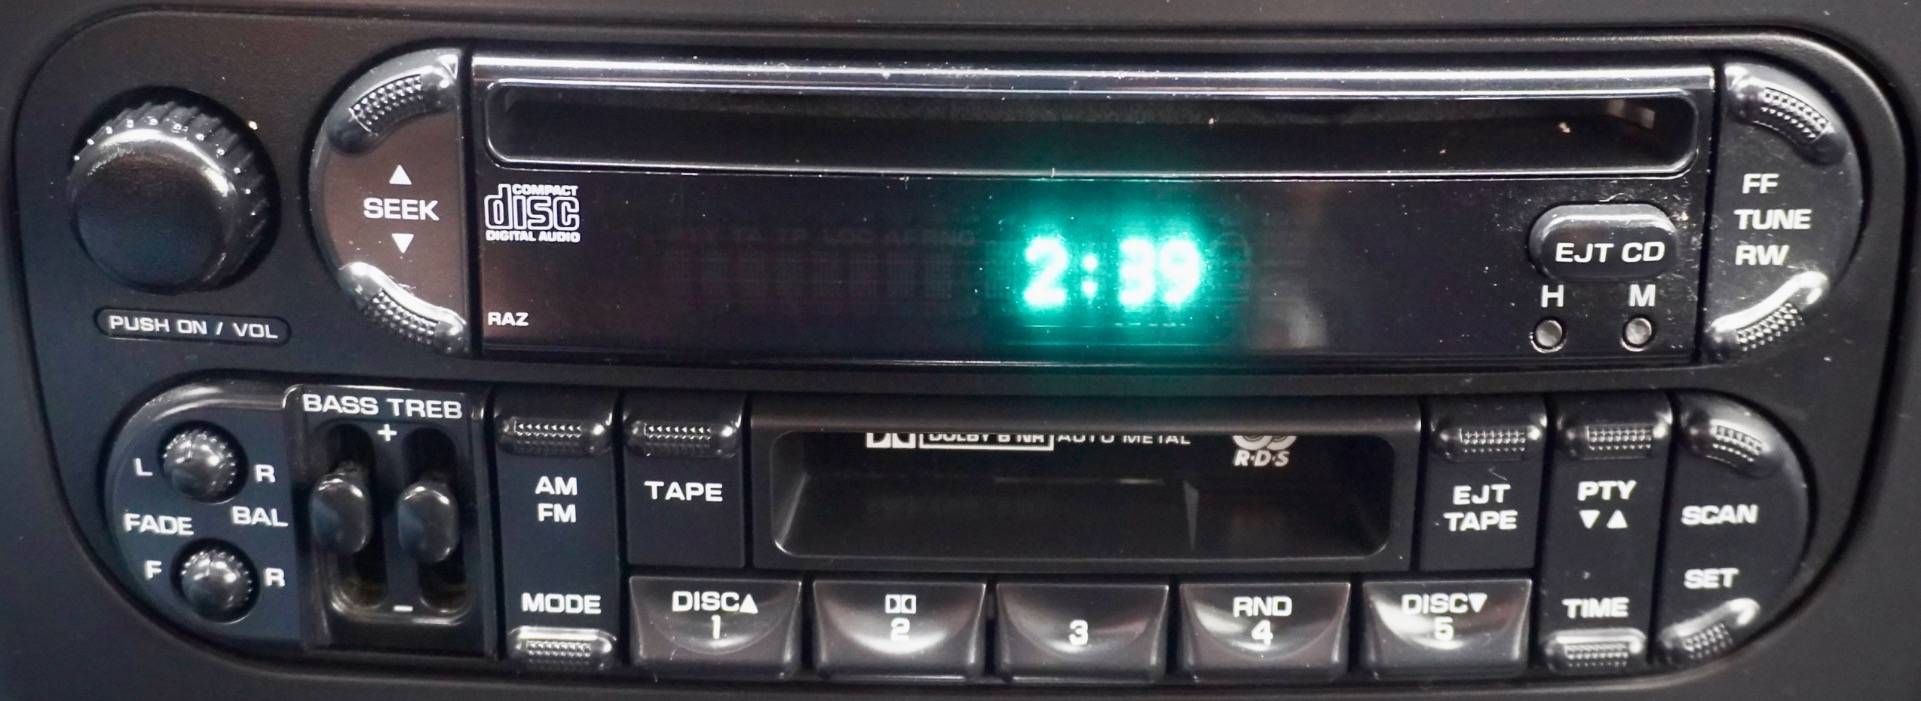 SEEK
COMPACT
disc
DIGITAL AUDIO
2:39
EJT CD
H M
FF
TUNE
RW
RAZ
PUSH ON / VOL
BASS TREB
+
-
L R
BAL
FADE
F R
AM
FM
MODE
TAPE
DOLBY B NR AUTO METAL
R·D·S
EJT
TAPE
PTY
TIME
SCAN
SET
DISC▲
1
2
3
RND
4
DISC▼
5